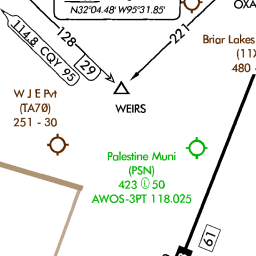 N32°04.48' W95°31.85'
OXA
128
221
114.8 CQY 95
29
Briar Lakes
(11X
480 -
WEIRS
W J E Pvt
(TA70)
251 - 30
Palestine Muni
(PSN)
423 Ⓛ 50
AWOS-3PT 118.025
61